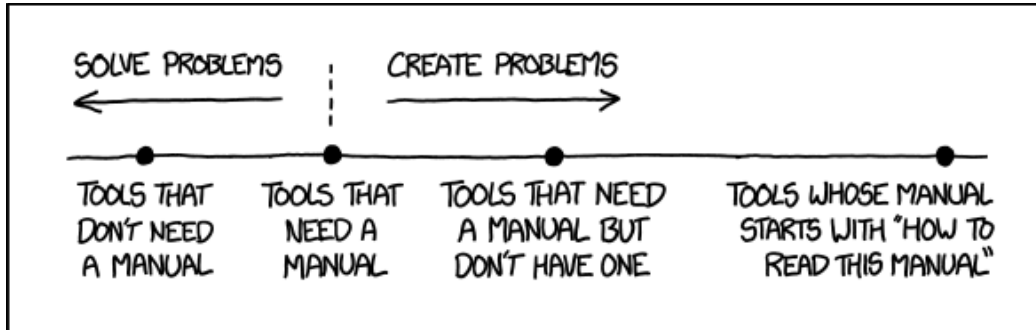 SOLVE PROBLEMS
CREATE PROBLEMS
TOOLS THAT
DON'T NEED
A MANUAL
TOOLS THAT
NEED A
MANUAL
TOOLS THAT NEED
A MANUAL BUT
DON'T HAVE ONE
TOOLS WHOSE MANUAL
STARTS WITH "HOW TO
READ THIS MANUAL"